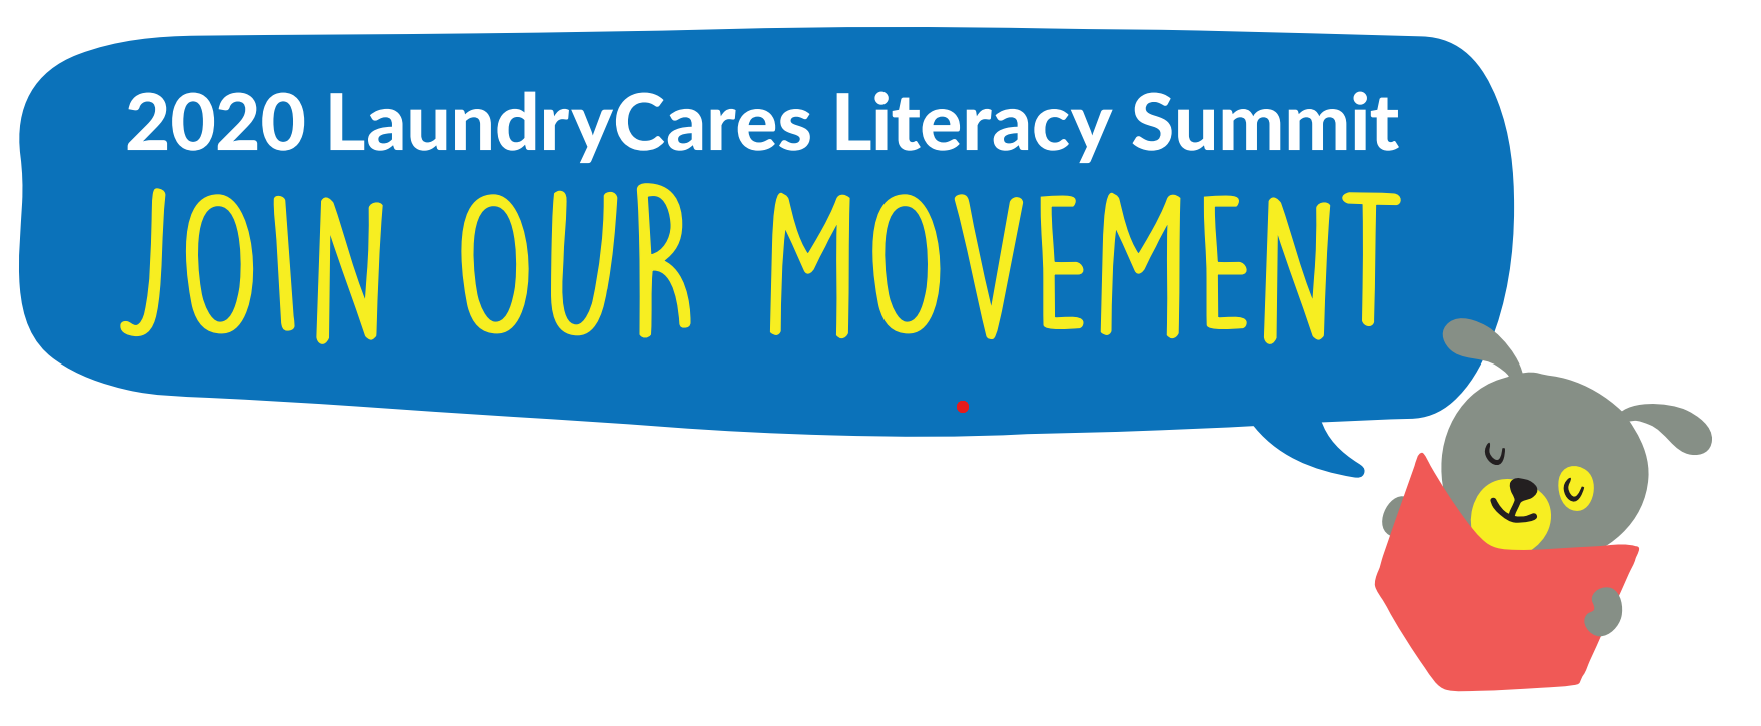 2020 LaundryCares Literacy Summit
JOIN OUR MOVEMENT